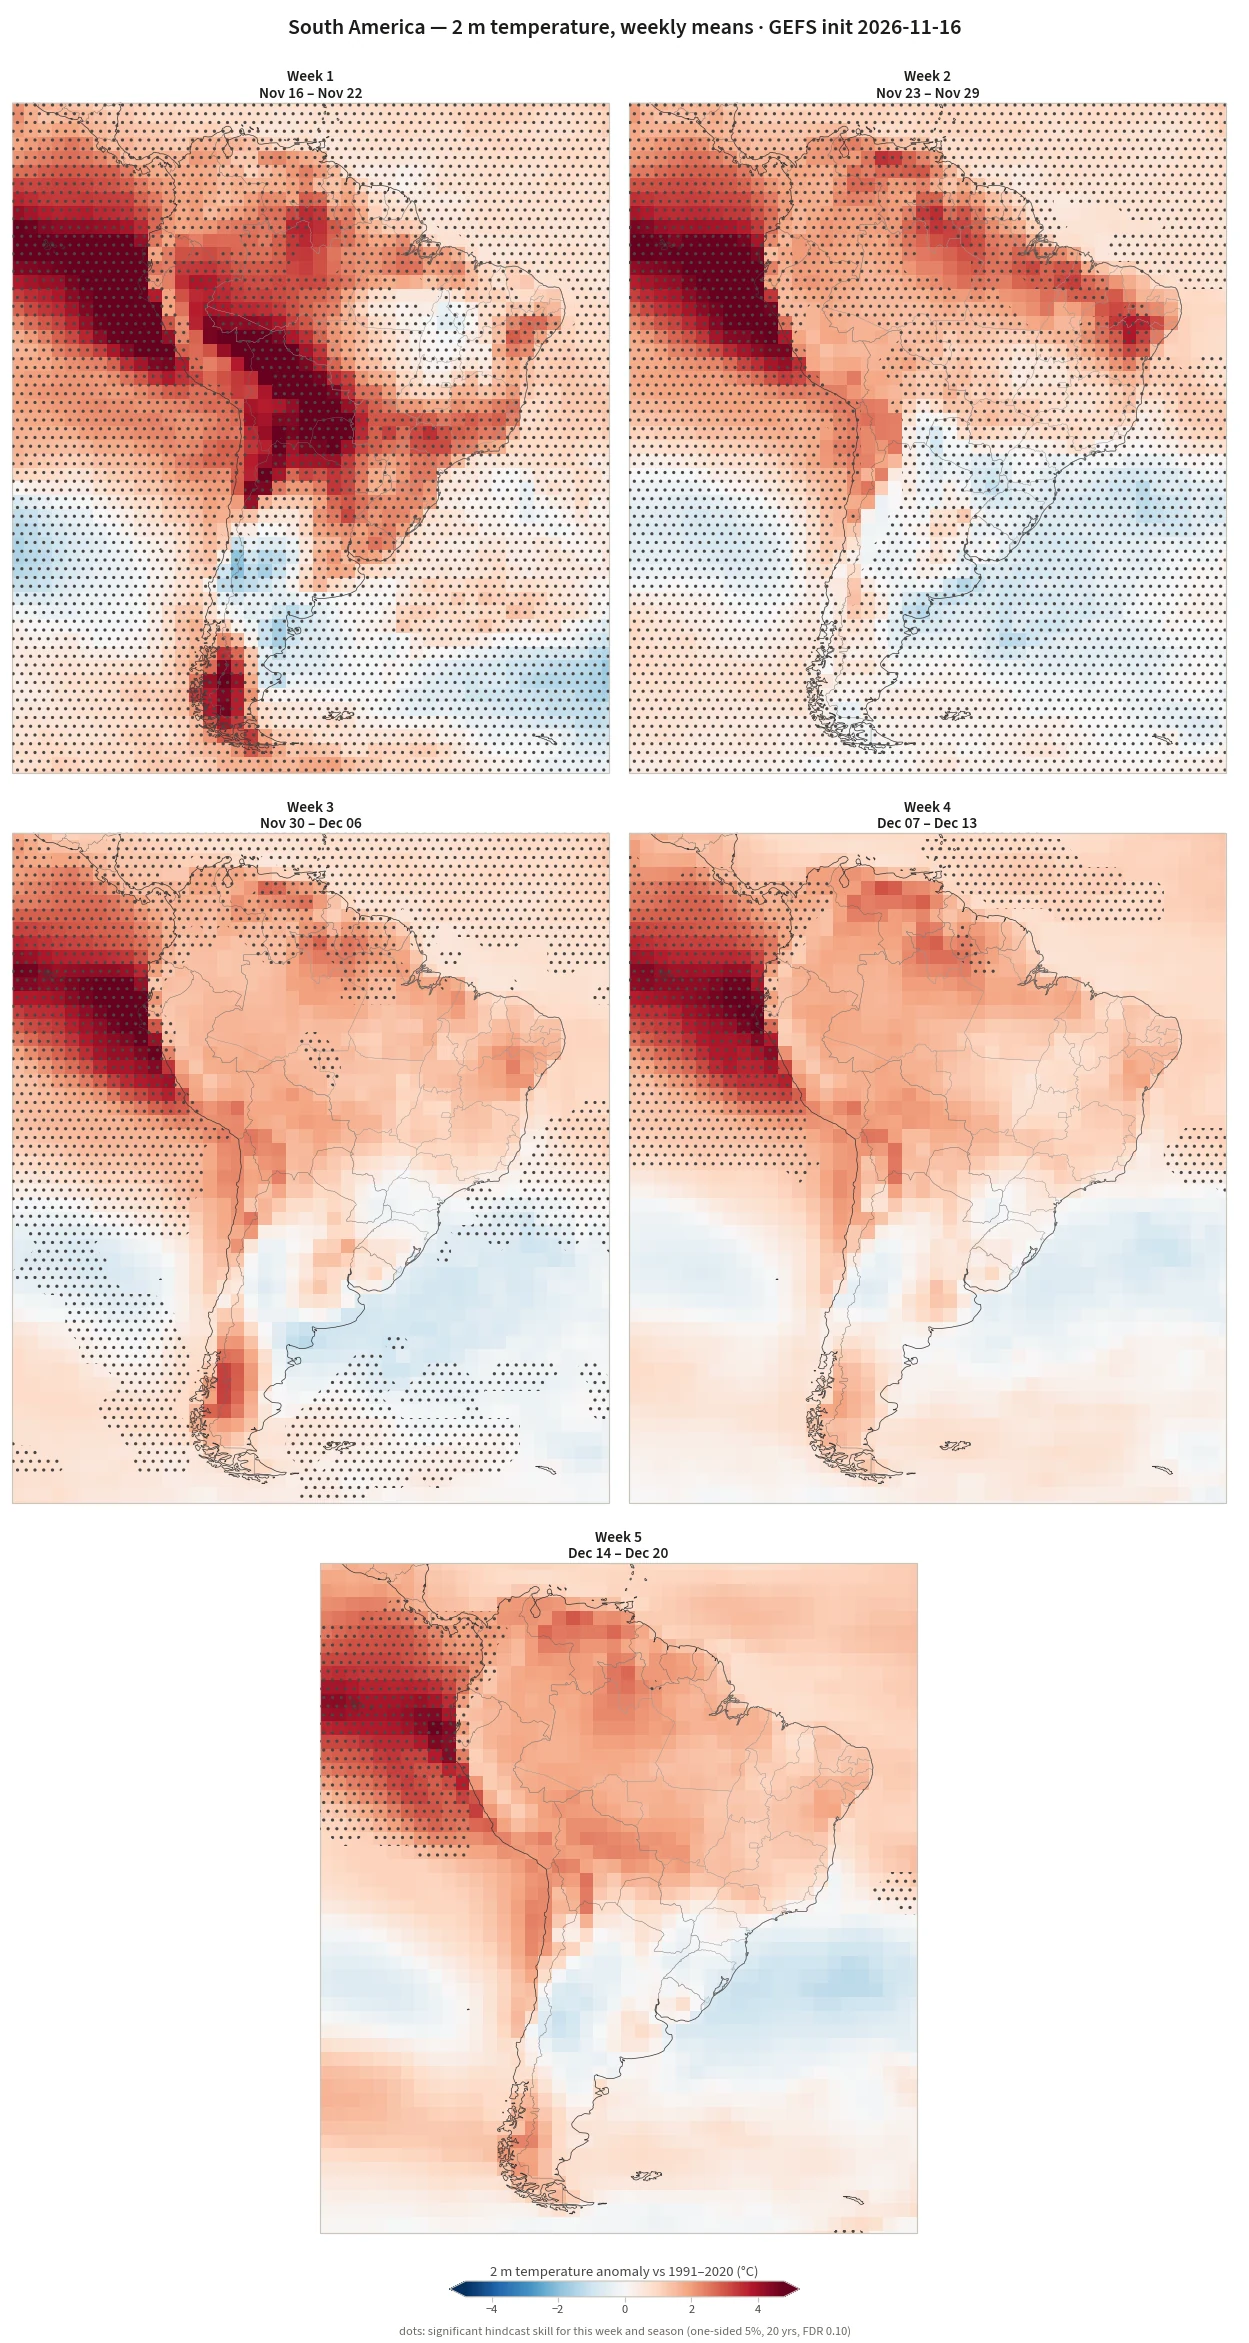 South America — 2 m temperature, weekly means · GEFS init 2026-11-16
Week 1
Nov 16 – Nov 22
Week 2
Nov 23 – Nov 29
Week 3
Nov 30 – Dec 06
Week 4
Dec 07 – Dec 13
Week 5
Dec 14 – Dec 20
2 m temperature anomaly vs 1991–2020 (°C)
−4 −2 0 2 4
dots: significant hindcast skill for this week and season (one-sided 5%, 20 yrs, FDR 0.10)